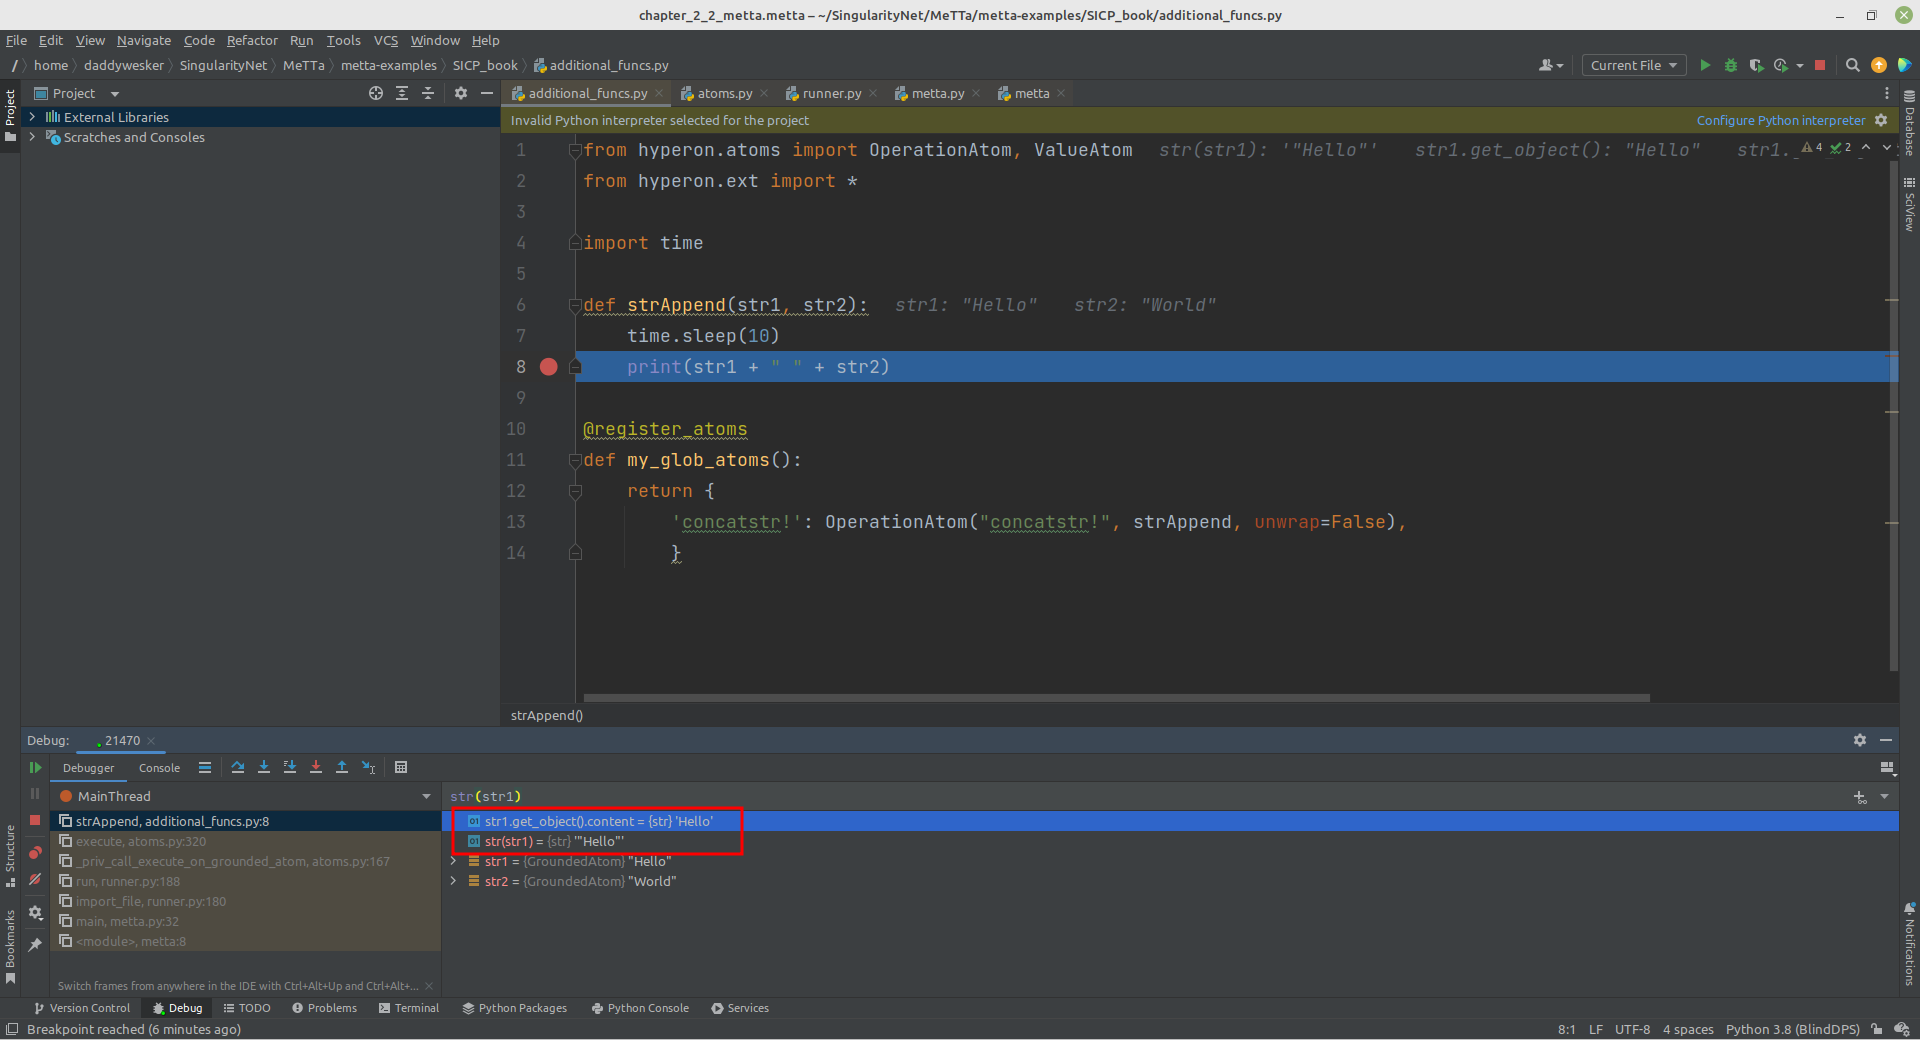 chapter_2_2_metta.metta – ~/SingularityNet/MeTTa/metta-examples/SICP_book/additional_funcs.py
File Edit View Navigate Code Refactor Run Tools VCS Window Help
/ home daddywesker SingularityNet MeTTa metta-examples SICP_book additional_funcs.py
Current File
Project
Project
External Libraries
Scratches and Consoles
additional_funcs.py atoms.py runner.py metta.py metta
Invalid Python interpreter selected for the project Configure Python interpreter
1 from hyperon.atoms import OperationAtom, ValueAtom str(str1): '"Hello"' str1.get_object(): "Hello" str1._ 4 2
2 from hyperon.ext import *
3
4 import time
5
6 def strAppend(str1, str2): str1: "Hello" str2: "World"
7 time.sleep(10)
8 print(str1 + " " + str2)
9
10 @register_atoms
11 def my_glob_atoms():
12 return {
13 'concatstr!': OperationAtom("concatstr!", strAppend, unwrap=False),
14 }
strAppend()
Database
SciView
Notifications
Structure
Bookmarks
Debug: 21470
Debugger Console
MainThread
str(str1)
strAppend, additional_funcs.py:8
execute, atoms.py:320
_priv_call_execute_on_grounded_atom, atoms.py:167
run, runner.py:188
import_file, runner.py:180
main, metta.py:32
<module>, metta:8
Switch frames from anywhere in the IDE with Ctrl+Alt+Up and Ctrl+Alt+...
01 str1.get_object().content = {str} 'Hello'
01 str(str1) = {str} '"Hello"'
str1 = {GroundedAtom} "Hello"
str2 = {GroundedAtom} "World"
Version Control Debug TODO Problems Terminal Python Packages Python Console Services
Breakpoint reached (6 minutes ago) 8:1 LF UTF-8 4 spaces Python 3.8 (BlindDPS)